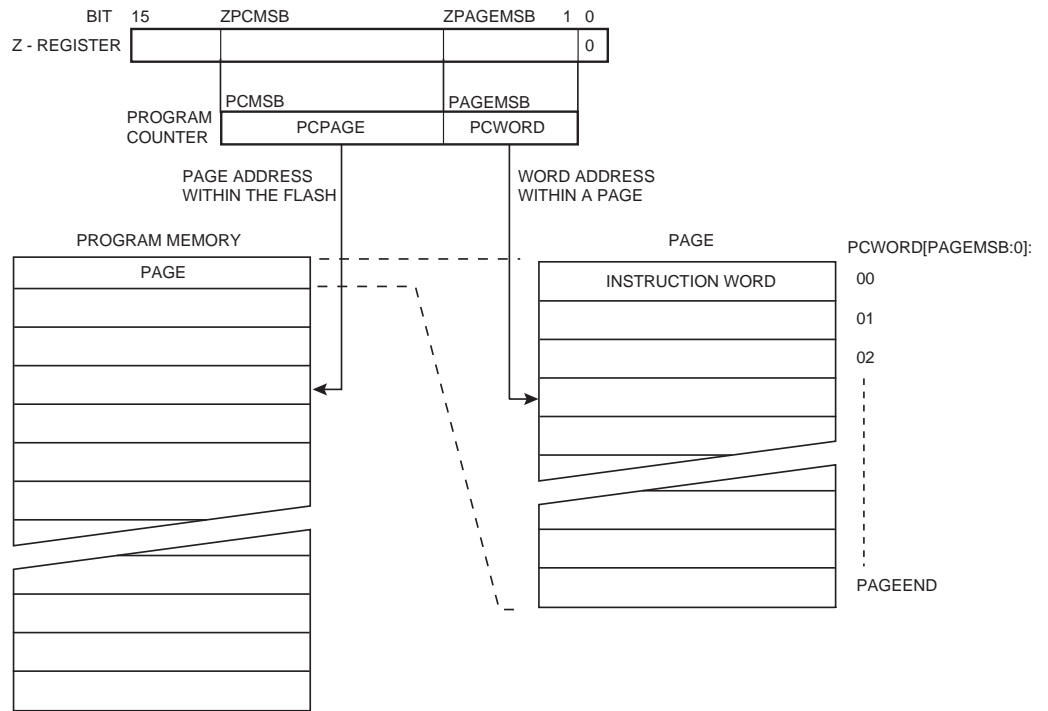 BIT 15 ZPCMSB ZPAGEMSB 1 0
Z - REGISTER 0
PCMSB PAGEMSB
PROGRAM
COUNTER
PCPAGE PCWORD
PAGE ADDRESS
WITHIN THE FLASH
WORD ADDRESS
WITHIN A PAGE
PROGRAM MEMORY
PAGE
PAGE
PCWORD[PAGEMSB:0]:
INSTRUCTION WORD 00
01
02
PAGEEND